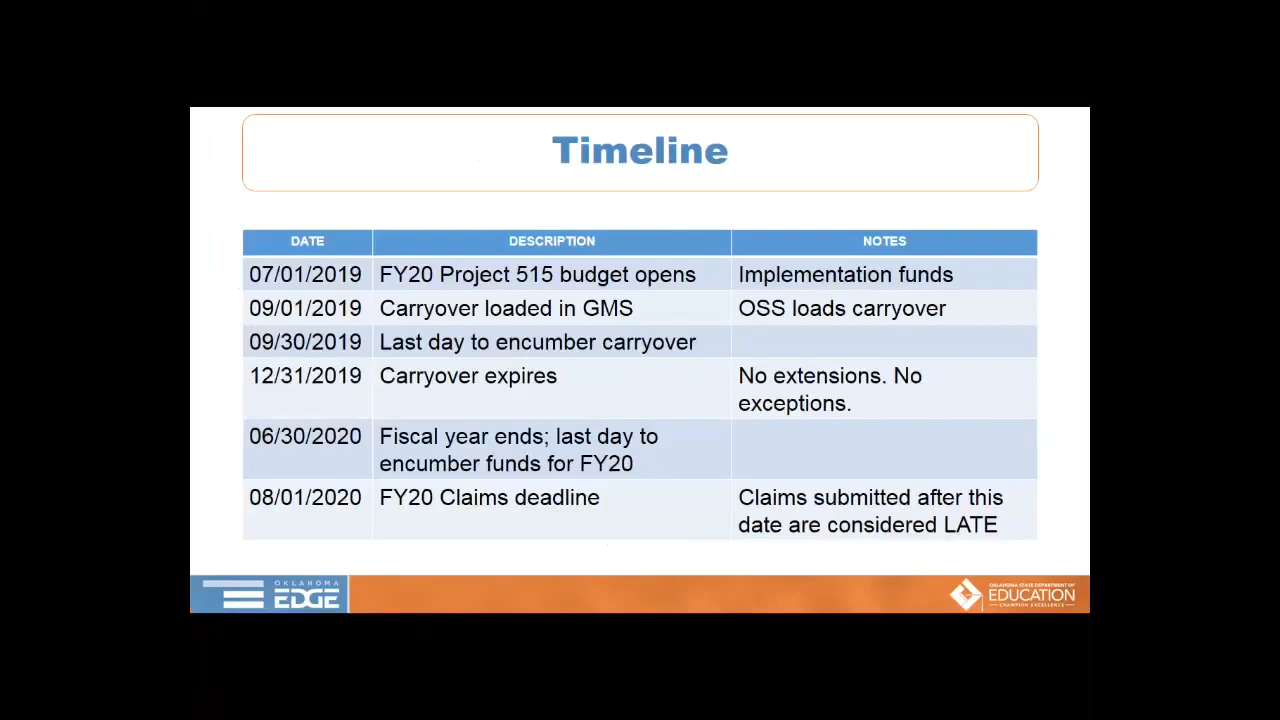 Timeline
DATE DESCRIPTION NOTES
07/01/2019 FY20 Project 515 budget opens Implementation funds
09/01/2019 Carryover loaded in GMS OSS loads carryover
09/30/2019 Last day to encumber carryover
12/31/2019 Carryover expires No extensions. No
exceptions.
06/30/2020 Fiscal year ends; last day to
encumber funds for FY20
08/01/2020 FY20 Claims deadline Claims submitted after this
date are considered LATE
OKLAHOMA
EDGE
OKLAHOMA STATE DEPARTMENT OF
EDUCATION
CHAMPION EXCELLENCE